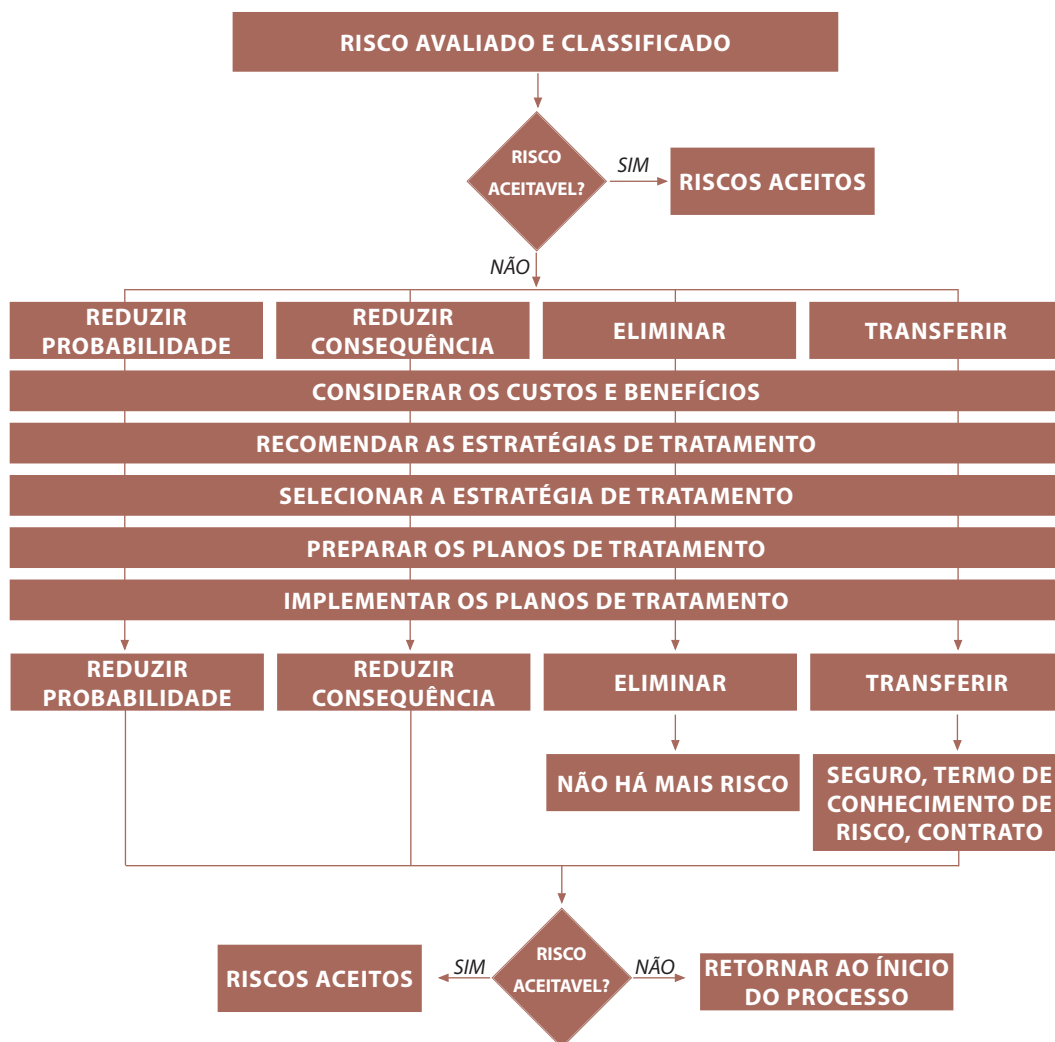 RISCO AVALIADO E CLASSIFICADO
RISCO
ACEITAVEL?
SIM
RISCOS ACEITOS
NÃO
REDUZIR
PROBABILIDADE
REDUZIR
CONSEQUÊNCIA
ELIMINAR
TRANSFERIR
CONSIDERAR OS CUSTOS E BENEFÍCIOS
RECOMENDAR AS ESTRATÉGIAS DE TRATAMENTO
SELECIONAR A ESTRATÉGIA DE TRATAMENTO
PREPARAR OS PLANOS DE TRATAMENTO
IMPLEMENTAR OS PLANOS DE TRATAMENTO
REDUZIR
PROBABILIDADE
REDUZIR
CONSEQUÊNCIA
ELIMINAR
TRANSFERIR
NÃO HÁ MAIS RISCO
SEGURO, TERMO DE
CONHECIMENTO DE
RISCO, CONTRATO
RISCOS ACEITOS
SIM
RISCO
ACEITAVEL?
NÃO
RETORNAR AO ÍNICIO
DO PROCESSO